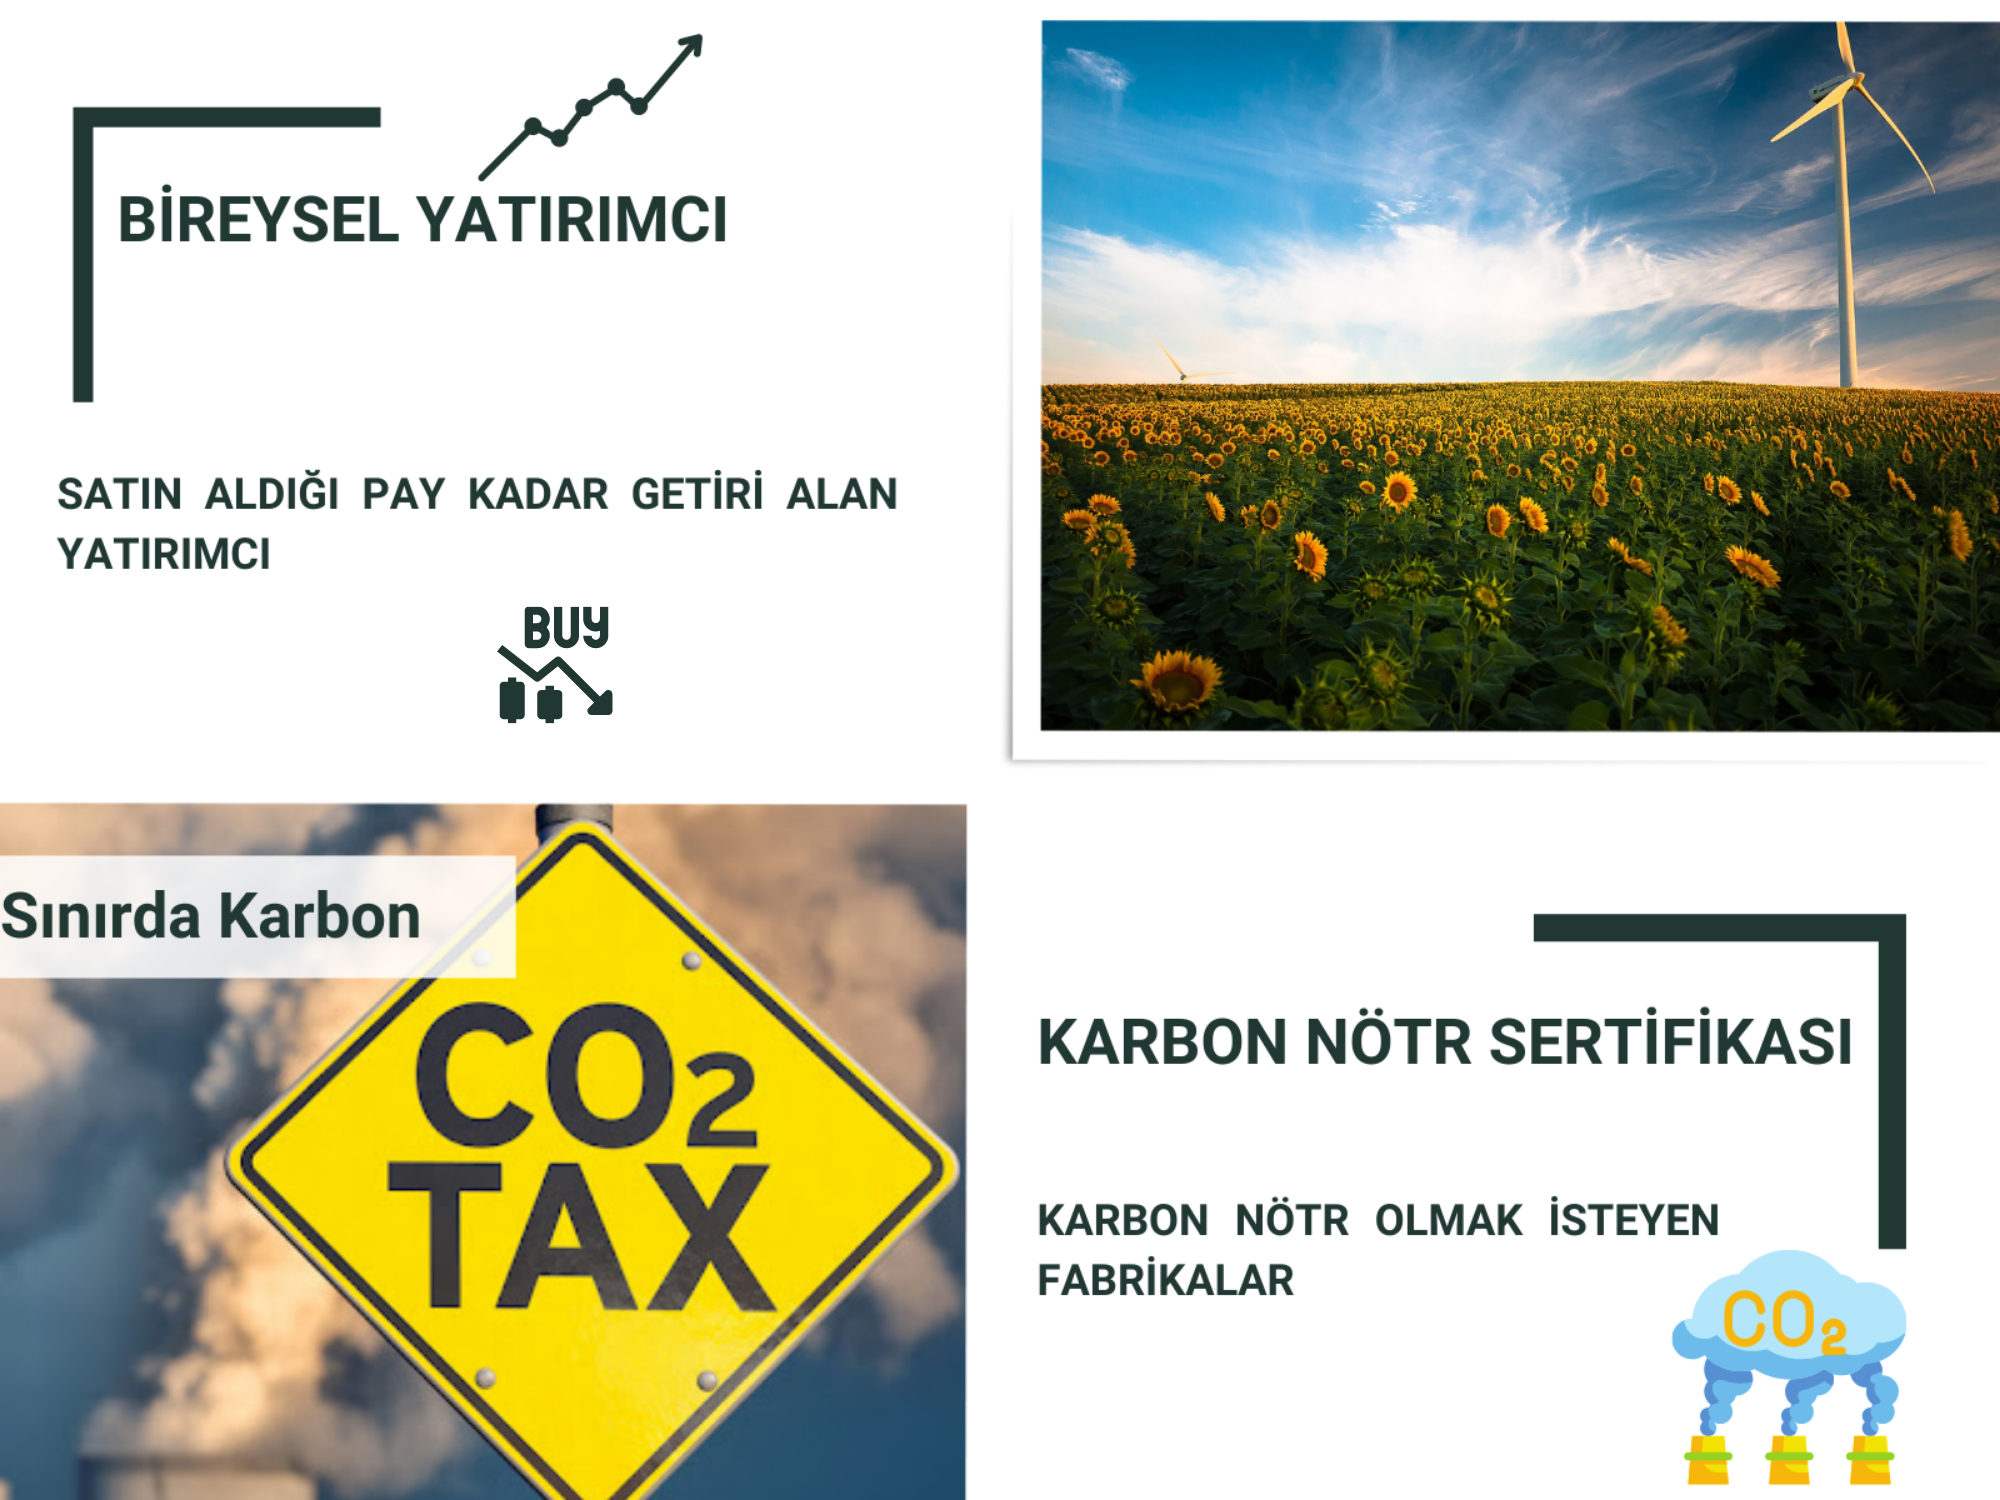 BİREYSEL YATIRIMCI
SATIN ALDIĞI PAY KADAR GETİRİ ALAN
YATIRIMCI
BUY
Sınırda Karbon
CO2
TAX
KARBON NÖTR SERTİFİKASI
KARBON NÖTR OLMAK İSTEYEN
FABRİKALAR
CO2